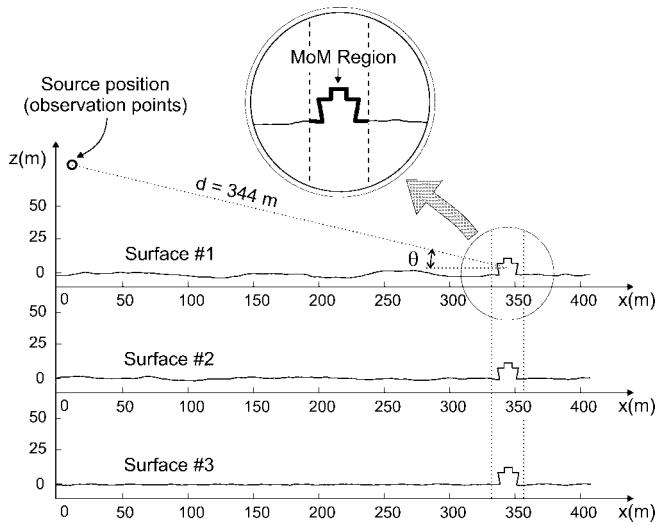 MoM Region
Source position
(observation points)
z(m)
d = 344 m
50
25
0
Surface #1
θ
0 50 100 150 200 250 300 350 400 x(m)
50
25
0
Surface #2
0 50 100 150 200 250 300 350 400 x(m)
50
25
0
Surface #3
0 50 100 150 200 250 300 350 400 x(m)